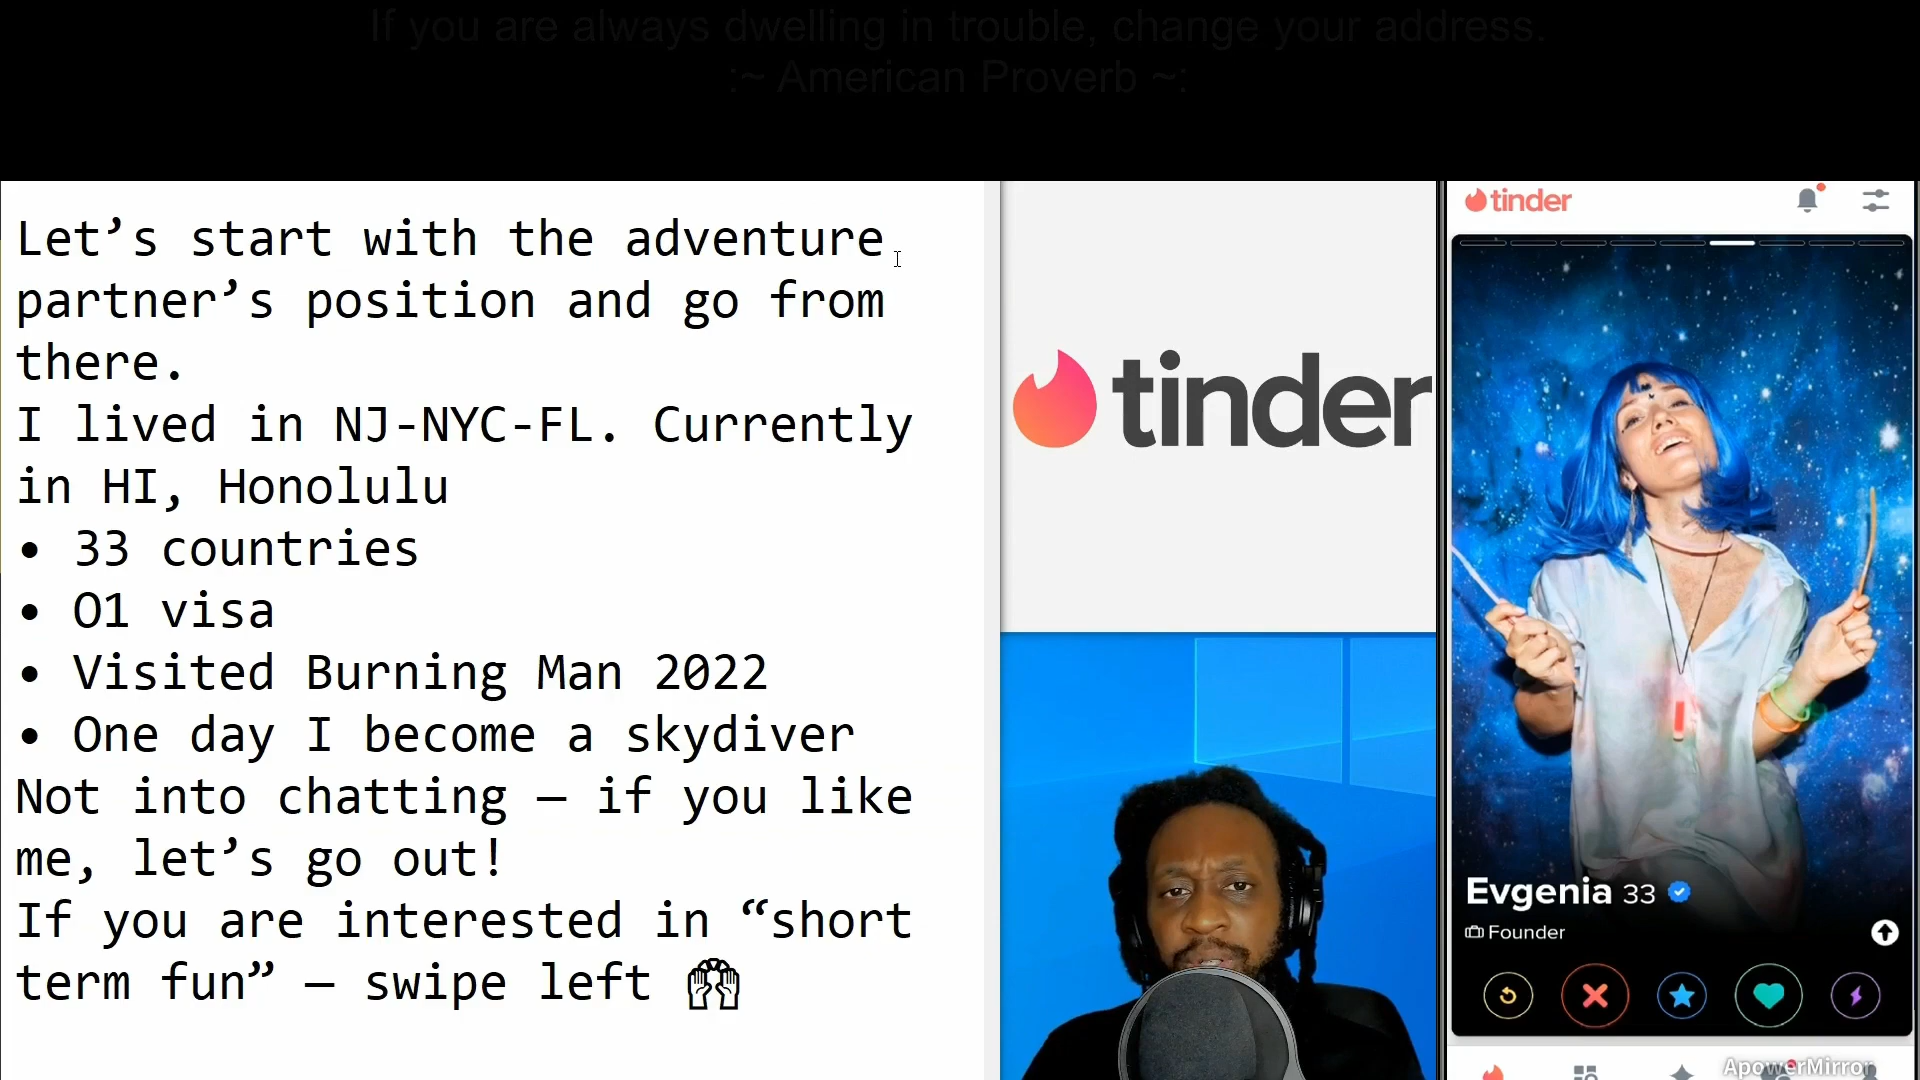 If you are always dwelling in trouble, change your address.
:~ American Proverb ~:
Let’s start with the adventure
partner’s position and go from
there.
I lived in NJ-NYC-FL. Currently
in HI, Honolulu
• 33 countries
• O1 visa
• Visited Burning Man 2022
• One day I become a skydiver
Not into chatting — if you like
me, let’s go out!
If you are interested in “short
term fun” — swipe left 🙌
tinder
tinder
Evgenia 33
Founder
ApowerMirror